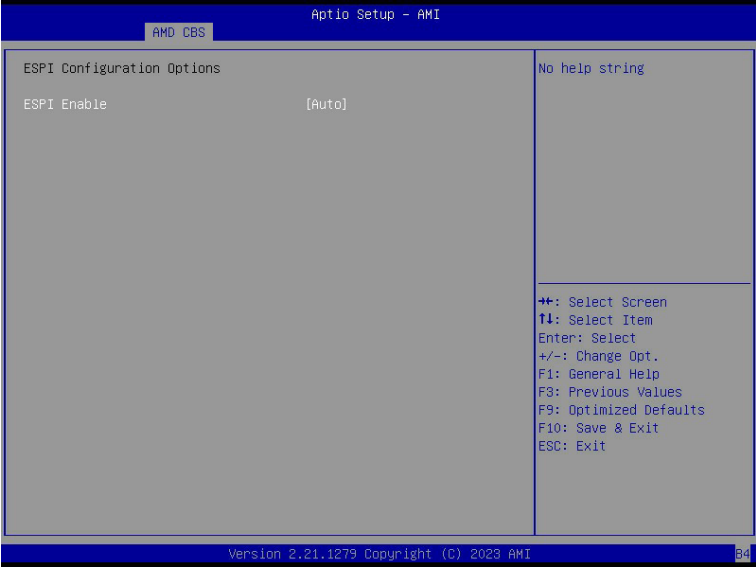 Aptio Setup – AMI
AMD CBS
ESPI Configuration Options
ESPI Enable [Auto]
No help string
→←: Select Screen
↑↓: Select Item
Enter: Select
+/-: Change Opt.
F1: General Help
F3: Previous Values
F9: Optimized Defaults
F10: Save & Exit
ESC: Exit
Version 2.21.1279 Copyright (C) 2023 AMI
B4